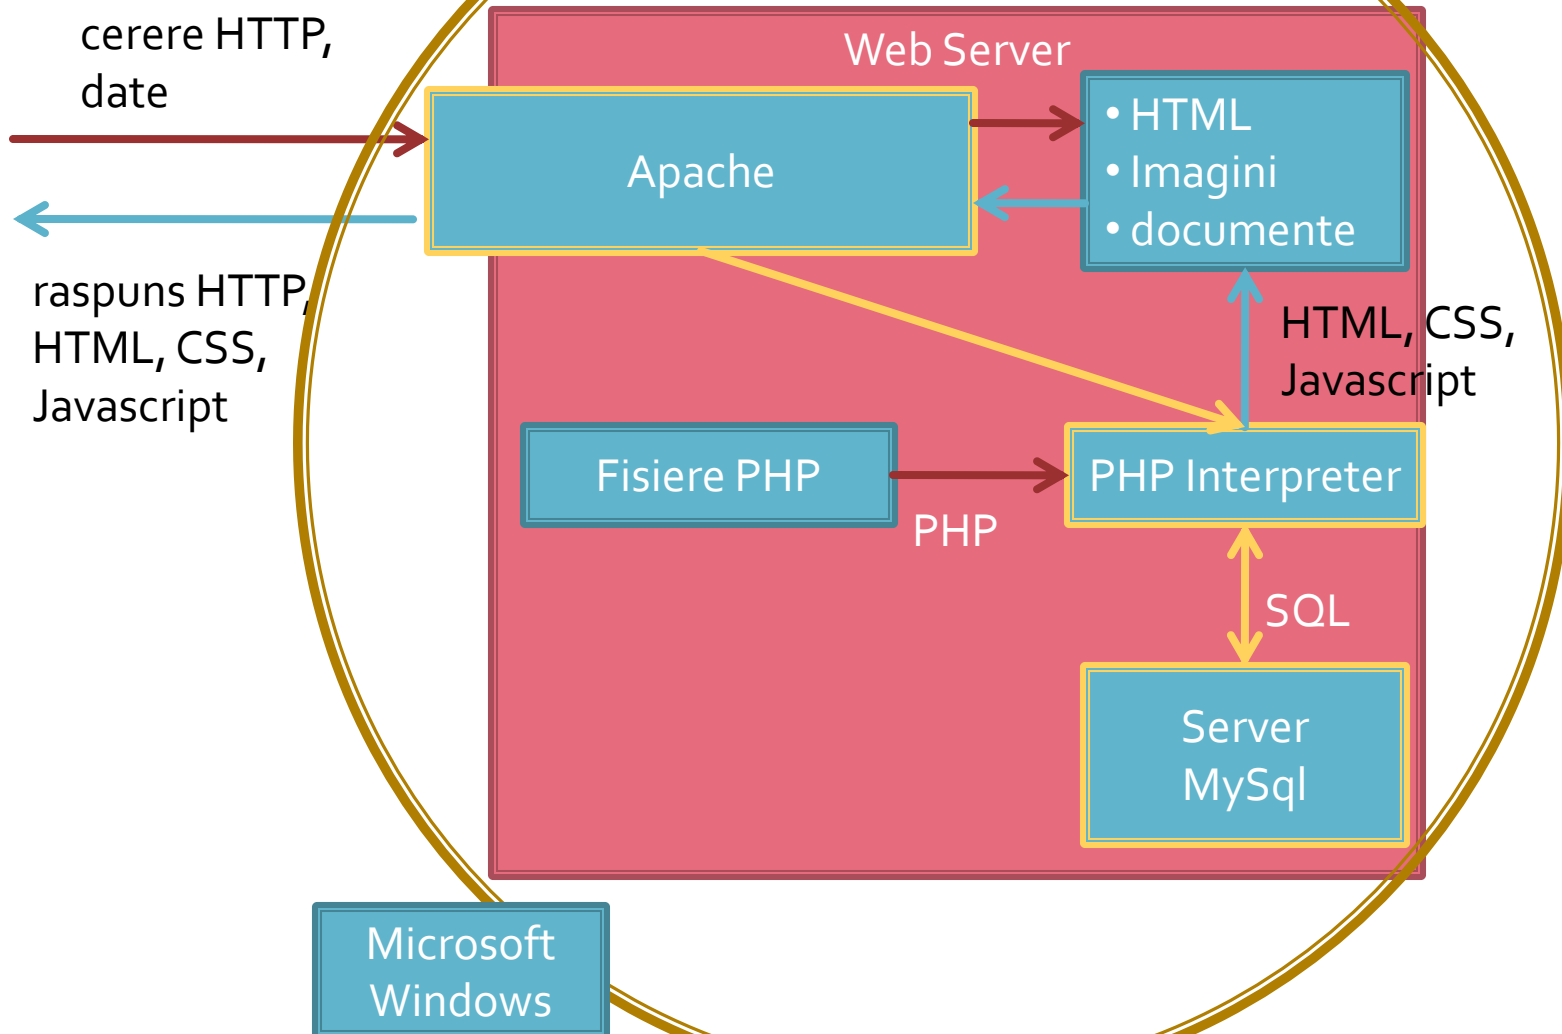 cerere HTTP,
date
Web Server
Apache
• HTML
• Imagini
• documente
raspuns HTTP,
HTML, CSS,
Javascript
HTML, CSS,
Javascript
Fisiere PHP
PHP
PHP Interpreter
SQL
Server
MySql
Microsoft
Windows